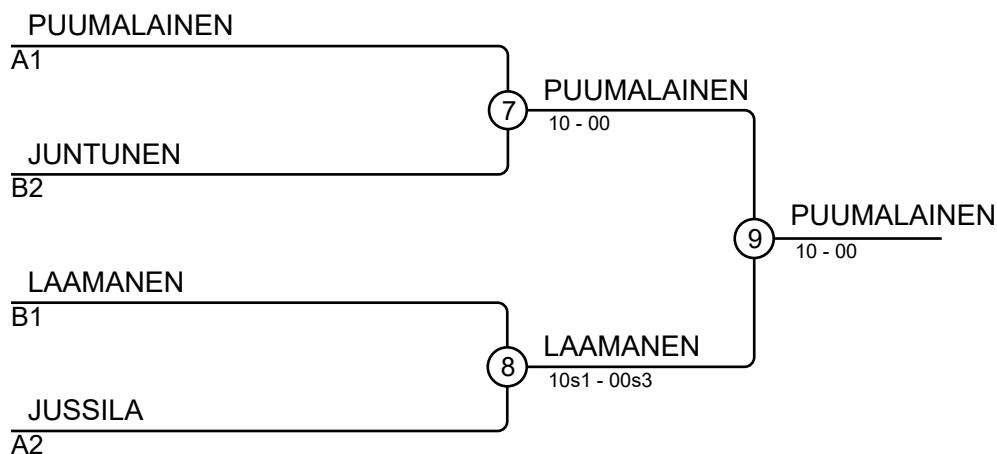 PUUMALAINEN
A1
7
PUUMALAINEN
10 - 00
JUNTUNEN
B2
9
PUUMALAINEN
10 - 00
LAAMANEN
B1
8
LAAMANEN
10s1 - 00s3
JUSSILA
A2